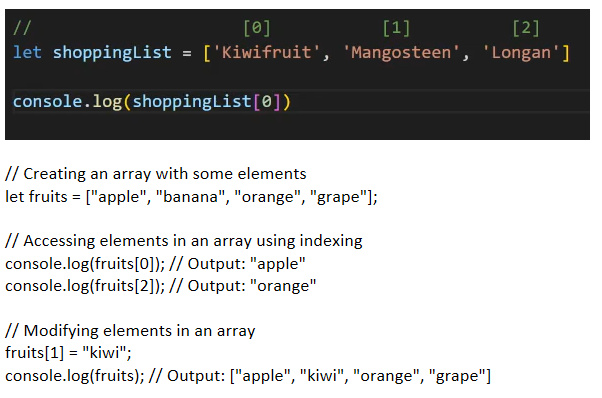 // [0] [1] [2]
let shoppingList = ['Kiwifruit', 'Mangosteen', 'Longan']
console.log(shoppingList[0])
// Creating an array with some elements
let fruits = ["apple", "banana", "orange", "grape"];
// Accessing elements in an array using indexing
console.log(fruits[0]); // Output: "apple"
console.log(fruits[2]); // Output: "orange"
// Modifying elements in an array
fruits[1] = "kiwi";
console.log(fruits); // Output: ["apple", "kiwi", "orange", "grape"]